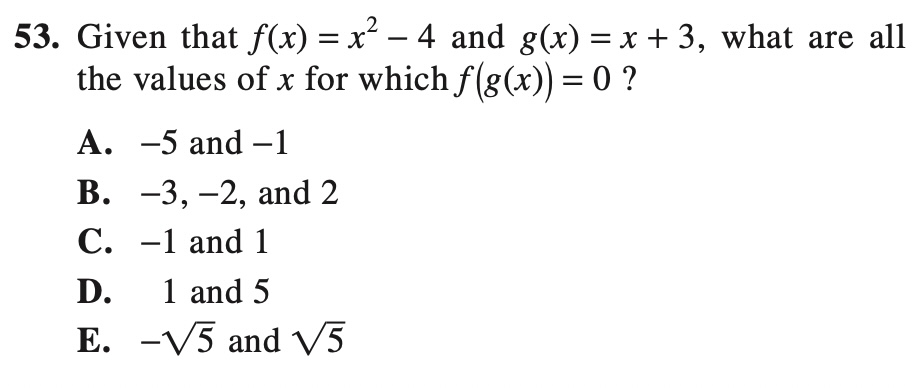 53. Given that f(x) = x² – 4 and g(x) = x + 3, what are all
the values of x for which f(g(x)) = 0 ?
A. –5 and –1
B. –3, –2, and 2
C. –1 and 1
D. 1 and 5
E. –√5 and √5